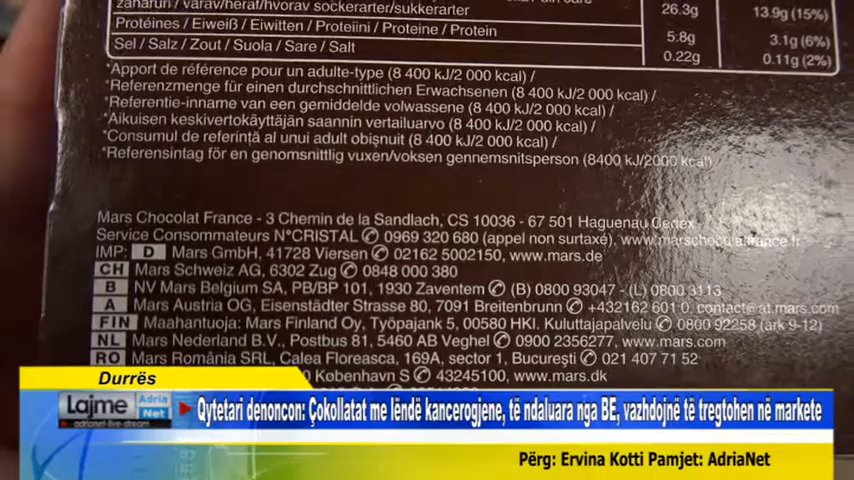 zaharuri / varav/heraf/hvorav sockerarter/sukkerarter 26.3g 13.9g (15%)
Protéines / Eiweiß / Eiwitten / Proteiini / Proteine / Protein 5.8g 3.1g (6%)
Sel / Salz / Zout / Suola / Sare / Salt 0.22g 0.11g (2%)
*Apport de référence pour un adulte-type (8 400 kJ/2 000 kcal) /
*Referenzmenge für einen durchschnittlichen Erwachsenen (8 400 kJ/2 000 kcal) /
*Referentie-inname van een gemiddelde volwassene (8 400 kJ/2 000 kcal) /
*Aikuisen keskivertokäyttäjän saannin vertailuarvo (8 400 kJ/2 000 kcal) /
*Consumul de referință al unui adult obișnuit (8 400 kJ/2 000 kcal) /
*Referensintag för en genomsnittlig vuxen/voksen gennemsnitsperson (8400 kJ/2000 kcal)
Mars Chocolat France - 3 Chemin de la Sandlach, CS 10036 - 67 501 Haguenau Cedex
Service Consommateurs N°CRISTAL ✆ 0969 320 680 (appel non surtaxé), www.marschocolatfrance.fr
IMP: D Mars GmbH, 41728 Viersen ✆ 02162 5002150, www.mars.de
CH Mars Schweiz AG, 6302 Zug ✆ 0848 000 380
B NV Mars Belgium SA, PB/BP 101, 1930 Zaventem ✆ (B) 0800 93047 - (L) 0800 3113
A Mars Austria OG, Eisenstädter Strasse 80, 7091 Breitenbrunn ✆ +432162 601 0, contact@at.mars.com
FIN Maahantuoja: Mars Finland Oy, Työpajank 5, 00580 HKI. Kuluttajapalvelu ✆ 0800 92258 (ark 9-12)
NL Mars Nederland B.V., Postbus 81, 5460 AB Veghel ✆ 0900 2356277, www.mars.com
RO Mars România SRL, Calea Floreasca, 169A, sector 1, București ✆ 021 407 71 52
0 København S ✆ 43245100, www.mars.dk
Durrës
Lajme Adria Net
adrianet-live-stream
Qytetari denoncon: Çokollatat me lëndë kancerogjene, të ndaluara nga BE, vazhdojnë të tregtohen në markete
Përg: Ervina Kotti Pamjet: AdriaNet